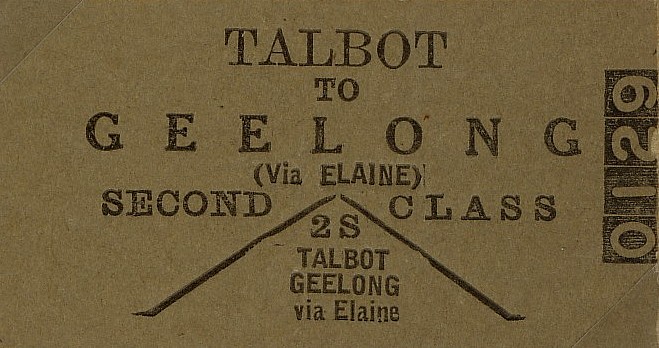 TALBOT
TO
GEELONG
(Via ELAINE)
SECOND CLASS
2S
TALBOT
GEELONG
via Elaine
0129